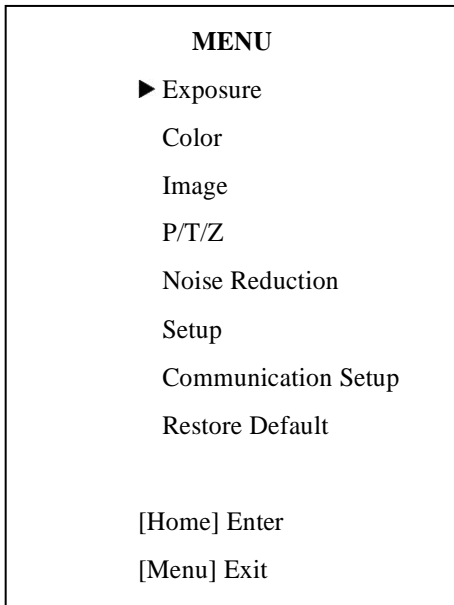 MENU
▶ Exposure
Color
Image
P/T/Z
Noise Reduction
Setup
Communication Setup
Restore Default
[Home] Enter
[Menu] Exit